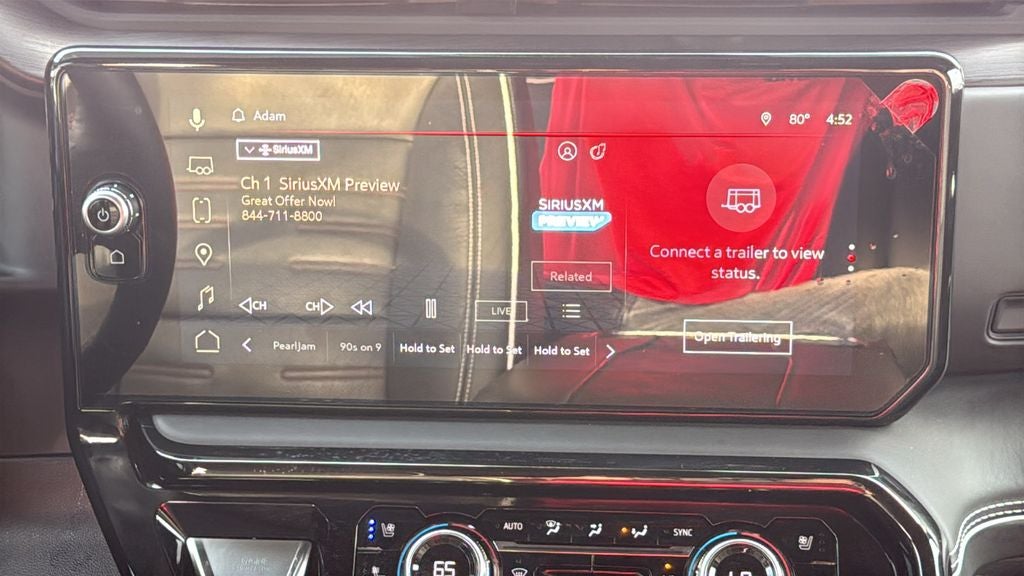 Adam
80° 4:52
SiriusXM
Ch 1 SiriusXM Preview
Great Offer Now!
844-711-8800
SIRIUSXM
PREVIEW
Related
Connect a trailer to view
status.
CH
CH
LIVE
Open Trailering
PearlJam
90s on 9
Hold to Set
Hold to Set
Hold to Set
AUTO
SYNC
65